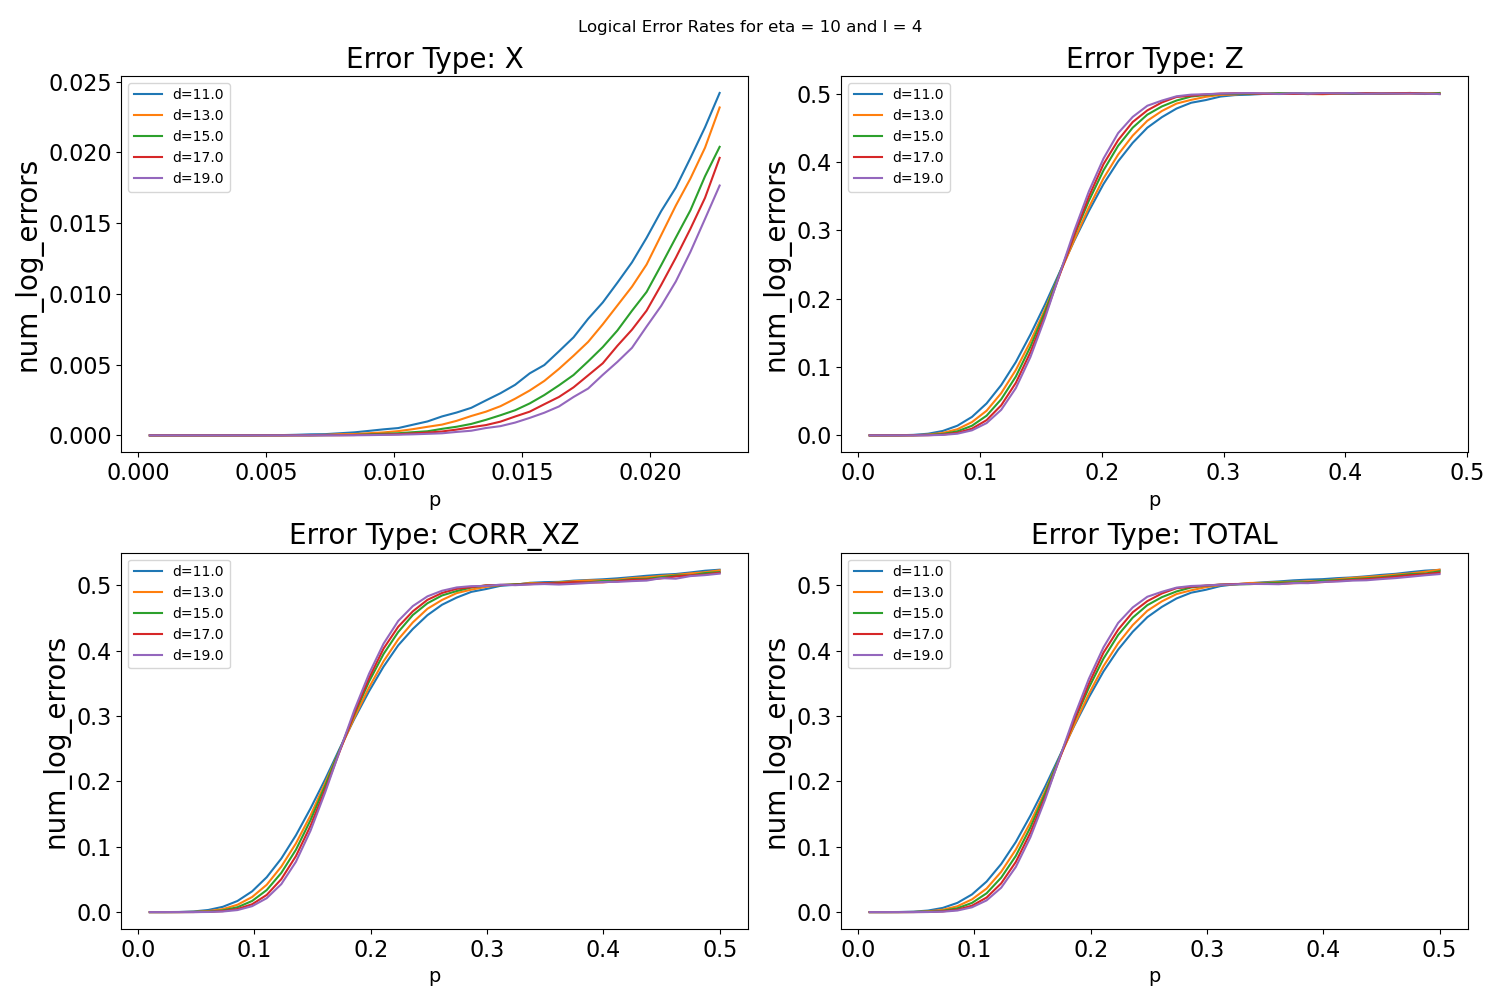 Logical Error Rates for eta = 10 and l = 4
Error Type: X
num_log_errors
0.025
0.020
0.015
0.010
0.005
0.000
d=11.0
d=13.0
d=15.0
d=17.0
d=19.0
0.000 0.005 0.010 0.015 0.020
p
Error Type: Z
num_log_errors
0.5
0.4
0.3
0.2
0.1
0.0
d=11.0
d=13.0
d=15.0
d=17.0
d=19.0
0.0 0.1 0.2 0.3 0.4 0.5
p
Error Type: CORR_XZ
num_log_errors
0.5
0.4
0.3
0.2
0.1
0.0
d=11.0
d=13.0
d=15.0
d=17.0
d=19.0
0.0 0.1 0.2 0.3 0.4 0.5
p
Error Type: TOTAL
num_log_errors
0.5
0.4
0.3
0.2
0.1
0.0
d=11.0
d=13.0
d=15.0
d=17.0
d=19.0
0.0 0.1 0.2 0.3 0.4 0.5
p